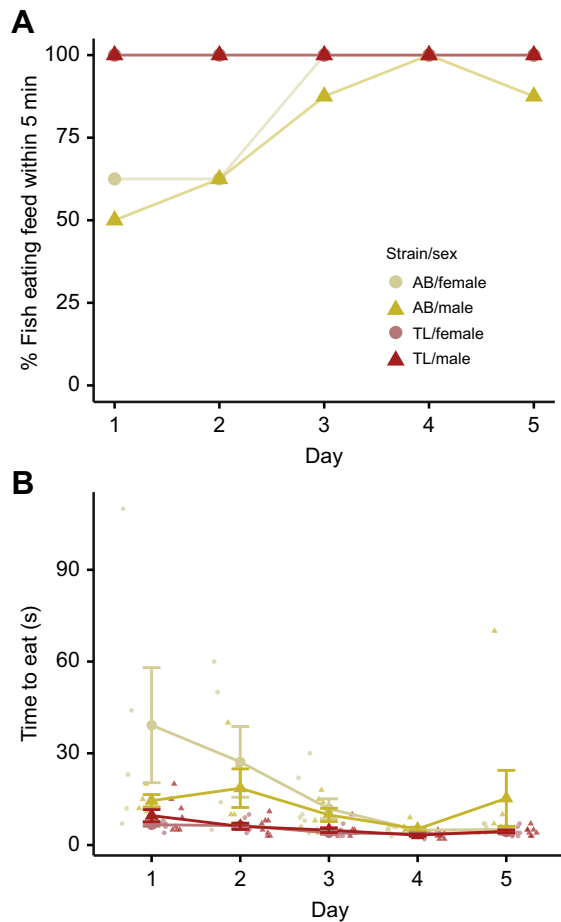 A
% Fish eating feed within 5 min
100
75
50
25
0
Strain/sex
AB/female
AB/male
TL/female
TL/male
1 2 3 4 5
Day
B
Time to eat (s)
90
60
30
0
1 2 3 4 5
Day